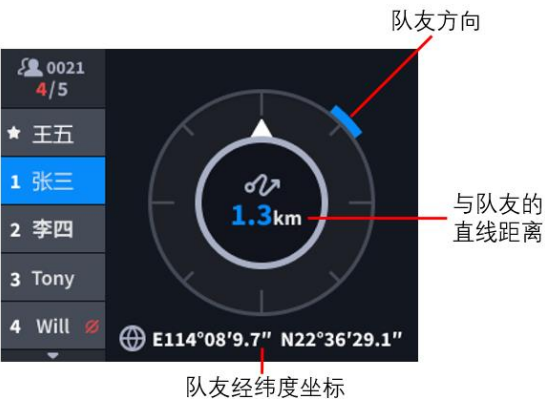 队友方向
0021
4/5
王五
1 张三
2 李四
3 Tony
4 Will
1.3km
与队友的
直线距离
E114°08′9.7″ N22°36′29.1″
队友经纬度坐标